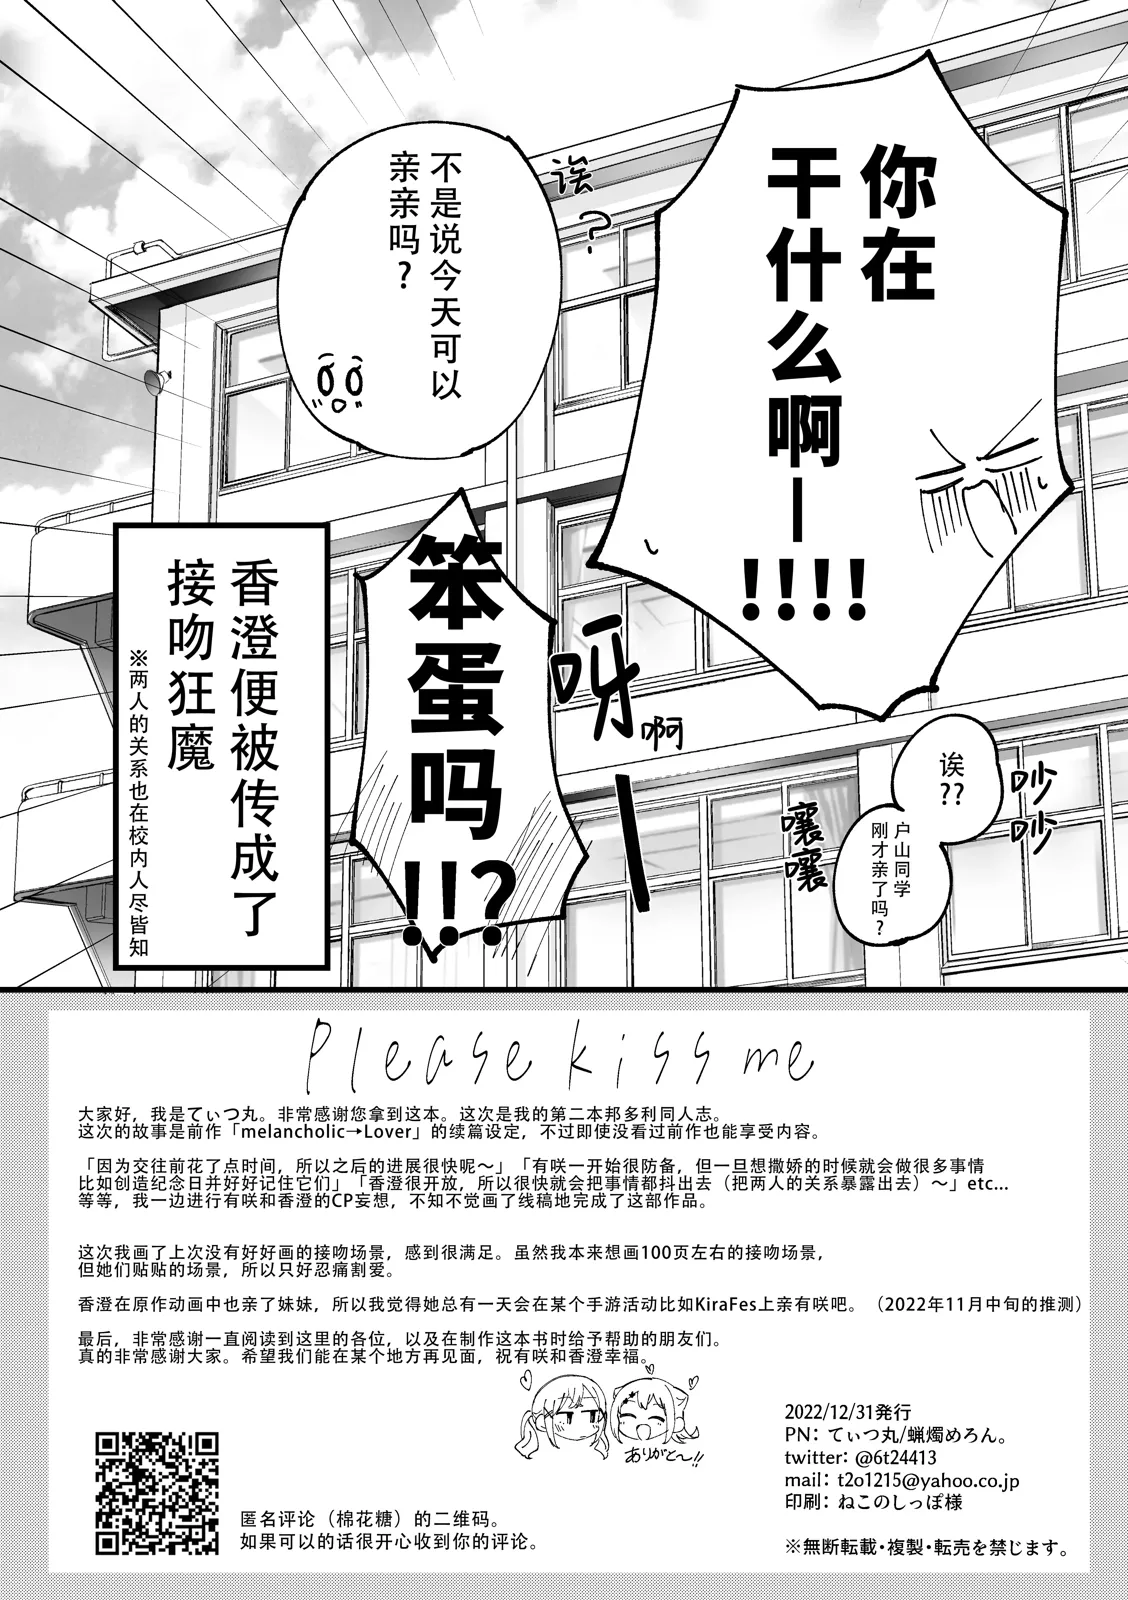 你在
干什么啊—
!!!!
诶?
不是说今天可以
亲亲吗?
呀
啊
笨蛋吗
!!?
诶??
户山同学
刚才亲了吗?
吵吵
嚷嚷
香澄便被传成了
接吻狂魔
※两人的关系也在校内人尽皆知
Please kiss me
大家好，我是てぃつ丸。非常感谢您拿到这本。这次是我的第二本邦多利同人志。
这次的故事是前作「melancholic→Lover」的续篇设定，不过即使没看过前作也能享受内容。
「因为交往前花了点时间，所以之后的进展很快呢～」「有咲一开始很防备，但一旦想撒娇的时候就会做很多事情
比如创造纪念日并好好记住它们」「香澄很开放，所以很快就会把事情都抖出去（把两人的关系暴露出去）～」etc...
等等，我一边进行有咲和香澄的CP妄想，不知不觉画了线稿地完成了这部作品。
这次我画了上次没有好好画的接吻场景，感到很满足。虽然我本来想画100页左右的接吻场景，
但她们贴贴的场景，所以只好忍痛割爱。
香澄在原作动画中也亲了妹妹，所以我觉得她总有一天会在某个手游活动比如KiraFes上亲有咲吧。（2022年11月中旬的推测）
最后，非常感谢一直阅读到这里的各位，以及在制作这本书时给予帮助的朋友们。
真的非常感谢大家。希望我们能在某个地方再见面，祝有咲和香澄幸福。
ありがと〜!!
匿名评论（棉花糖）的二维码。
如果可以的话很开心收到你的评论。
2022/12/31発行
PN: てぃつ丸/蝋燭めろん。
twitter: @6t24413
mail: t2o1215@yahoo.co.jp
印刷: ねこのしっぽ様
※無断転載・複製・転売を禁じます。